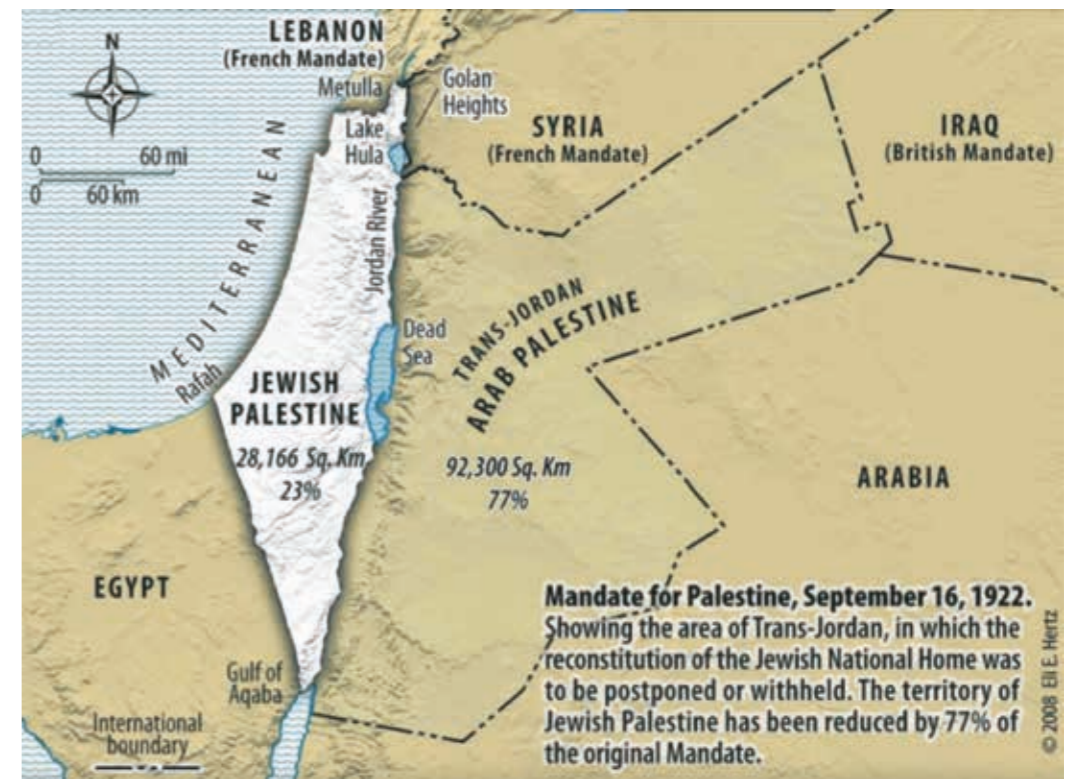 LEBANON
(French Mandate)
N
Metulla
Golan
Heights
SYRIA
(French Mandate)
IRAQ
(British Mandate)
Lake
Hula
0 60 mi
0 60 km
MEDITERRANEAN
Jordan River
TRANS-JORDAN
ARAB PALESTINE
Dead
Sea
Rafah
JEWISH
PALESTINE
28,166 Sq. Km
23%
92,300 Sq. Km
77%
ARABIA
EGYPT
Gulf of
Aqaba
International
boundary
Mandate for Palestine, September 16, 1922.
Showing the area of Trans-Jordan, in which the
reconstitution of the Jewish National Home was
to be postponed or withheld. The territory of
Jewish Palestine has been reduced by 77% of
the original Mandate.
© 2008 Eli E. Hertz